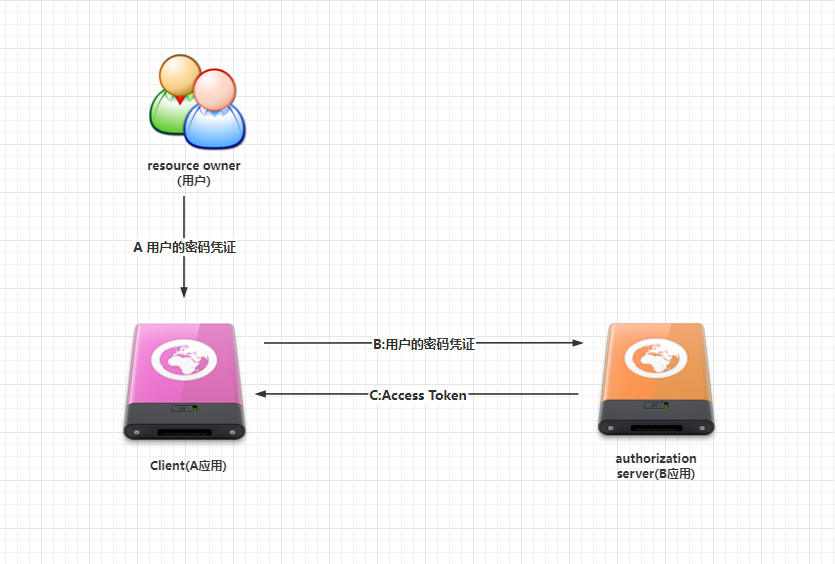 resource owner
(用户)
A 用户的密码凭证
B:用户的密码凭证
C:Access Token
Client(A应用)
authorization
server(B应用)